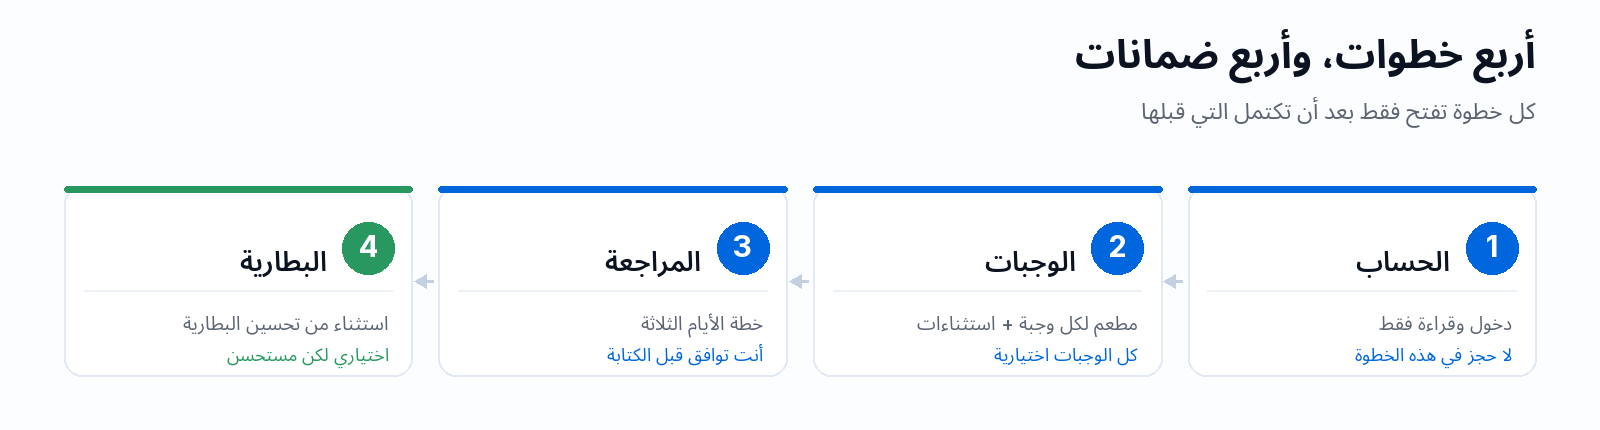 أربع خطوات، وأربع ضمانات
كل خطوة تفتح فقط بعد أن تكتمل التي قبلها
1 الحساب
دخول وقراءة فقط
لا حجز في هذه الخطوة
2 الوجبات
مطعم لكل وجبة + استثناءات
كل الوجبات اختيارية
3 المراجعة
خطة الأيام الثلاثة
أنت توافق قبل الكتابة
4 البطارية
استثناء من تحسين البطارية
اختياري لكن مستحسن